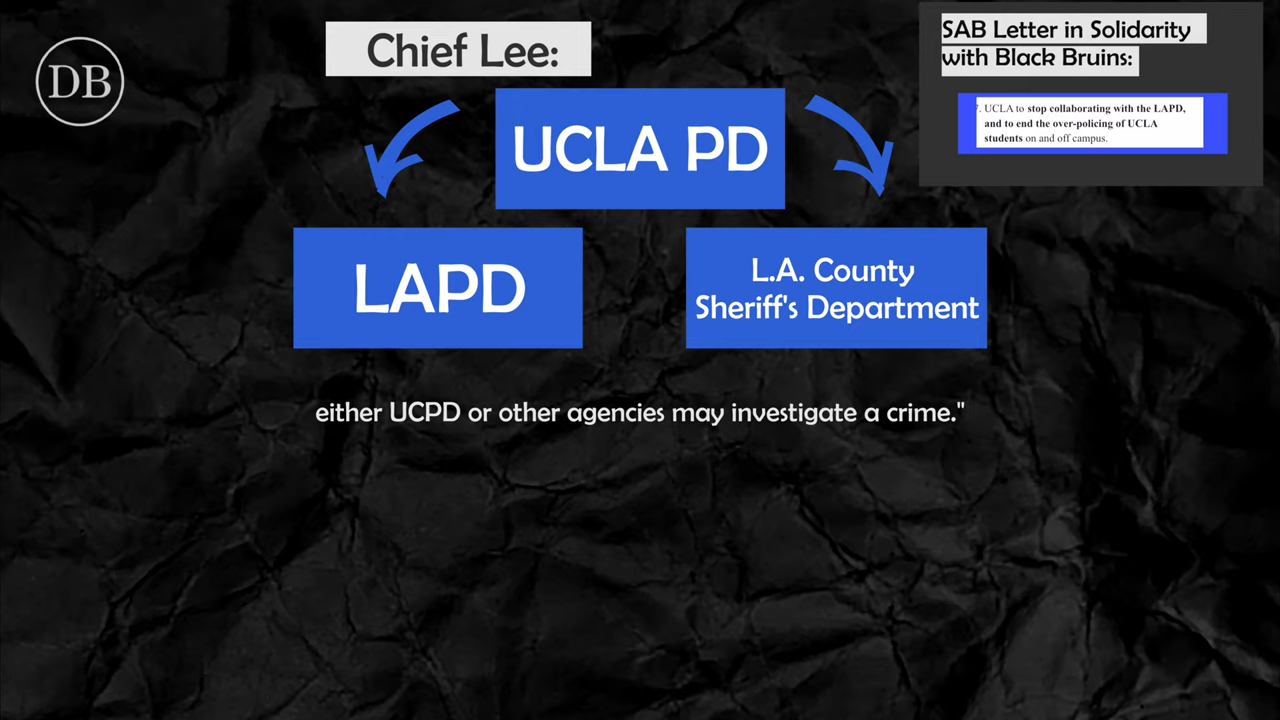 DB
Chief Lee:
UCLA PD
LAPD
L.A. County
Sheriff's Department
either UCPD or other agencies may investigate a crime."
SAB Letter in Solidarity
with Black Bruins:
. UCLA to stop collaborating with the LAPD,
and to end the over-policing of UCLA
students on and off campus.